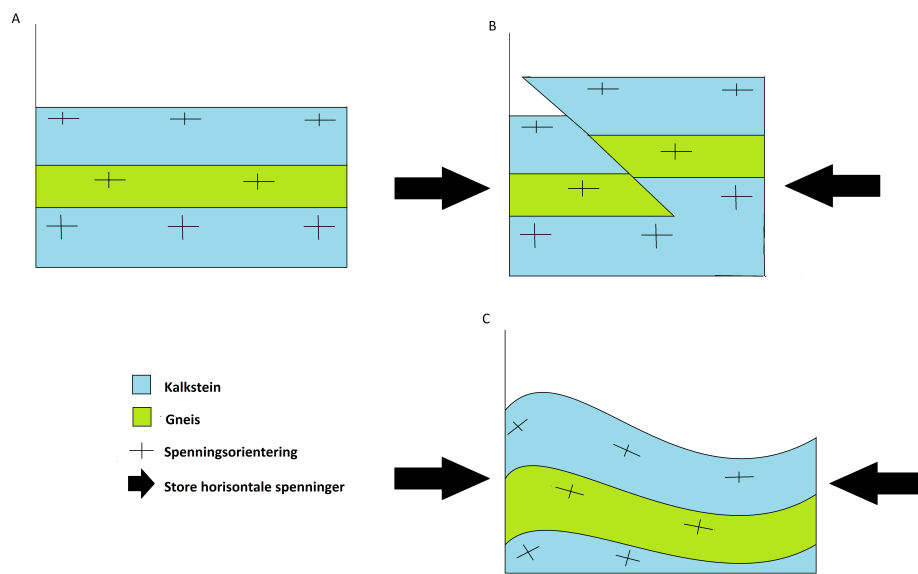 A
B
C
Kalkstein
Gneis
Spenningsorientering
Store horisontale spenninger